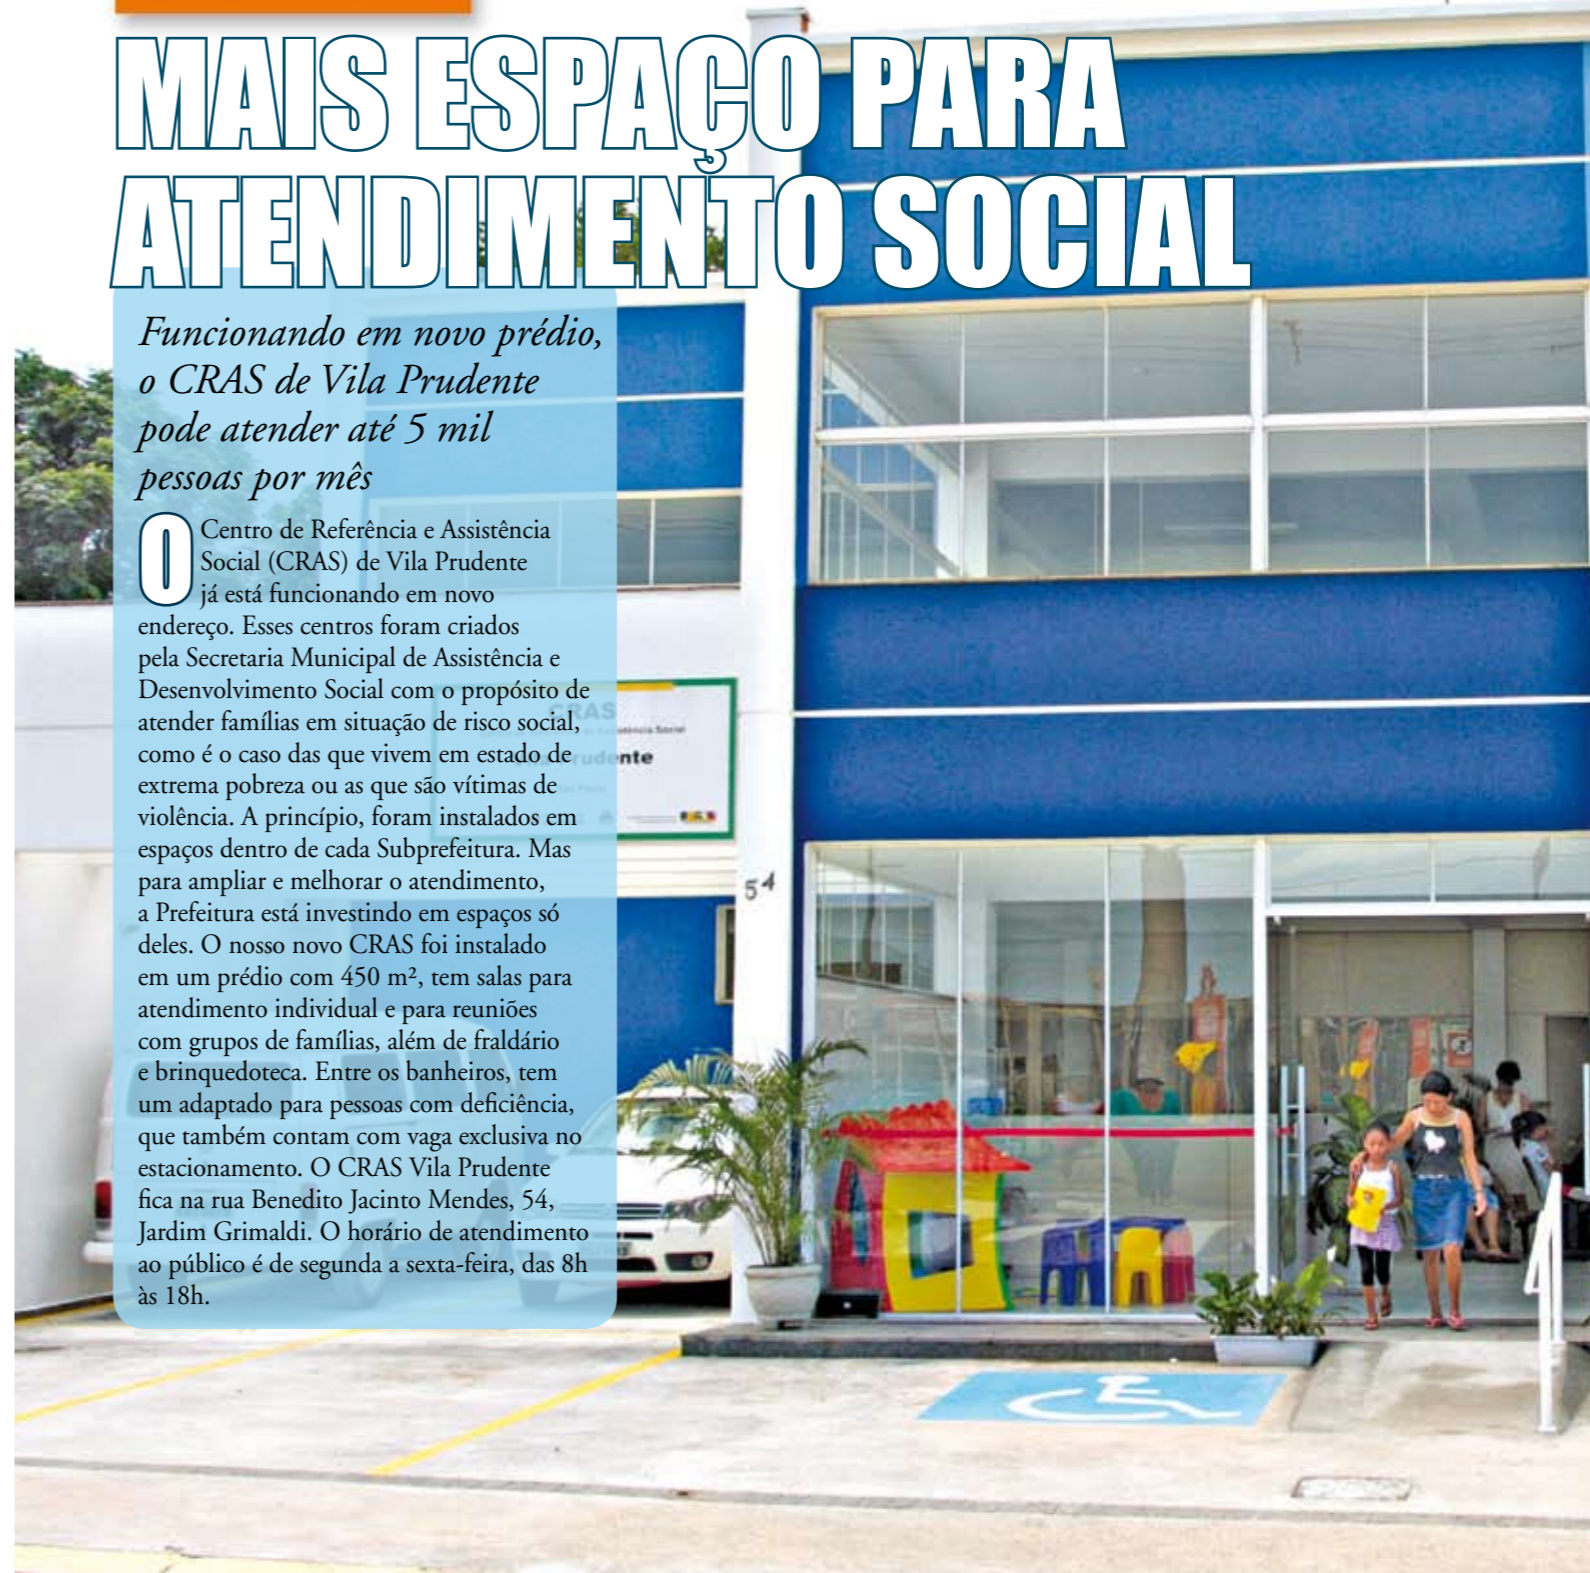 MAIS ESPAÇO PARA
ATENDIMENTO SOCIAL
Funcionando em novo prédio,
o CRAS de Vila Prudente
pode atender até 5 mil
pessoas por mês
O Centro de Referência e Assistência
Social (CRAS) de Vila Prudente
já está funcionando em novo
endereço. Esses centros foram criados
pela Secretaria Municipal de Assistência e
Desenvolvimento Social com o propósito de
atender famílias em situação de risco social,
como é o caso das que vivem em estado de
extrema pobreza ou as que são vítimas de
violência. A princípio, foram instalados em
espaços dentro de cada Subprefeitura. Mas
para ampliar e melhorar o atendimento,
a Prefeitura está investindo em espaços só
deles. O nosso novo CRAS foi instalado
em um prédio com 450 m², tem salas para
atendimento individual e para reuniões
com grupos de famílias, além de fraldário
e brinquedoteca. Entre os banheiros, tem
um adaptado para pessoas com deficiência,
que também contam com vaga exclusiva no
estacionamento. O CRAS Vila Prudente
fica na rua Benedito Jacinto Mendes, 54,
Jardim Grimaldi. O horário de atendimento
ao público é de segunda a sexta-feira, das 8h
às 18h.
CRAS
Social
Prudente
54